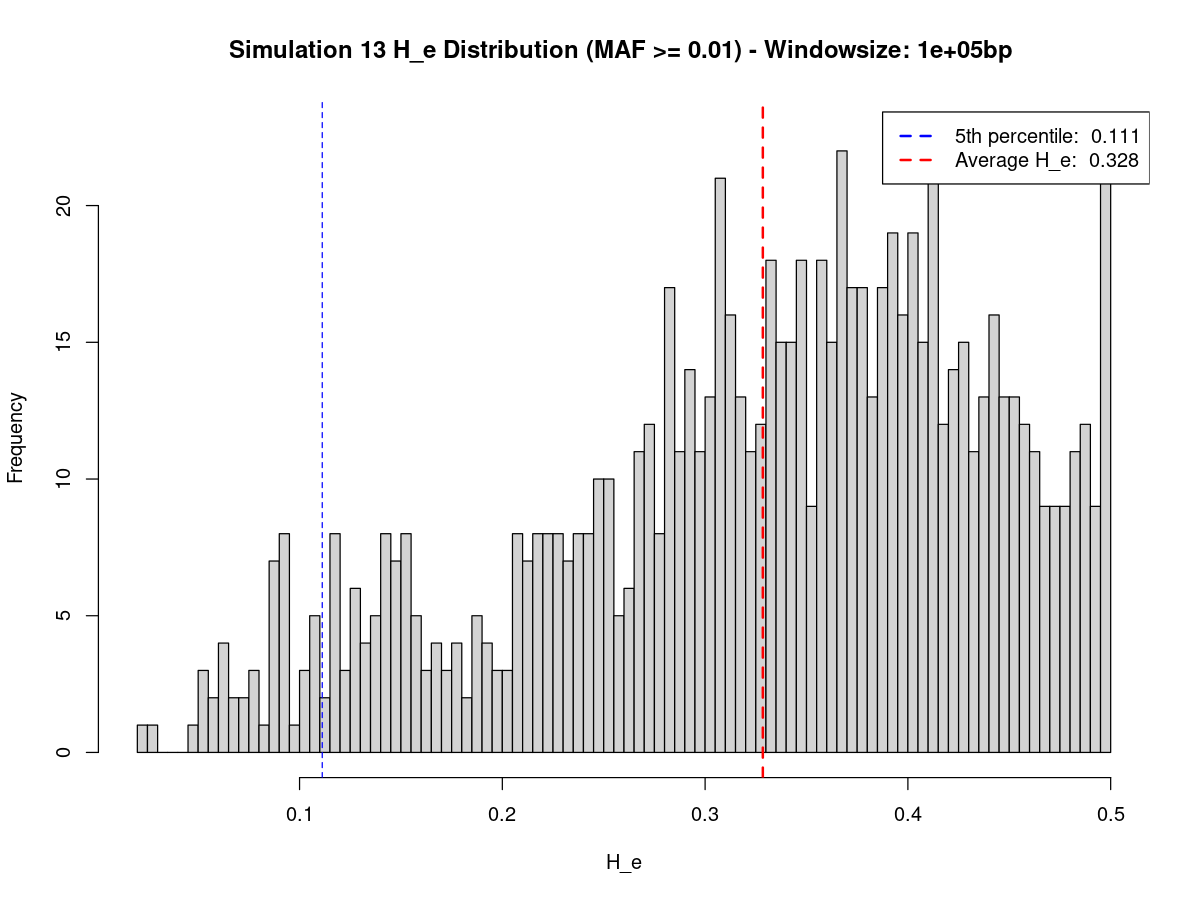 Simulation 13 H_e Distribution (MAF >= 0.01) - Windowsize: 1e+05bp
5th percentile:  0.111
Average H_e:  0.328
Frequency
20
15
10
5
0
0.1 0.2 0.3 0.4 0.5
H_e